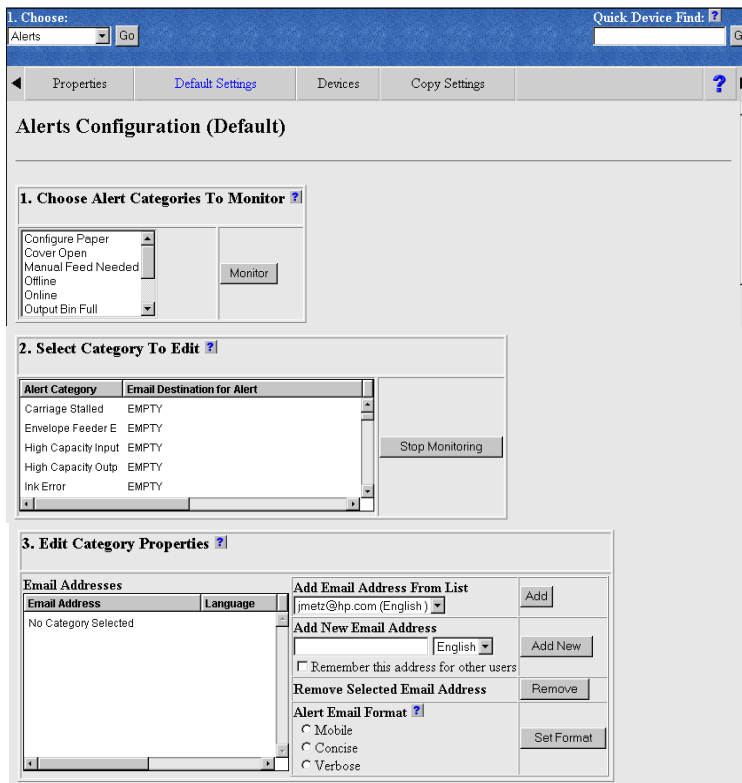 1. Choose:
Quick Device Find: ?
Alerts
Go
G
Properties
Default Settings
Devices
Copy Settings
?
Alerts Configuration (Default)
1. Choose Alert Categories To Monitor ?
Configure Paper
Cover Open
Manual Feed Needed
Offline
Online
Output Bin Full
Monitor
2. Select Category To Edit ?
Alert Category Email Destination for Alert
Carriage Stalled EMPTY
Envelope Feeder E EMPTY
High Capacity Input EMPTY
High Capacity Outp EMPTY
Ink Error EMPTY
Stop Monitoring
3. Edit Category Properties ?
Email Addresses
Email Address Language
No Category Selected
Add Email Address From List
jmetz@hp.com (English )
Add
Add New Email Address
English
Add New
Remember this address for other users
Remove Selected Email Address
Remove
Alert Email Format ?
Mobile
Concise
Verbose
Set Format